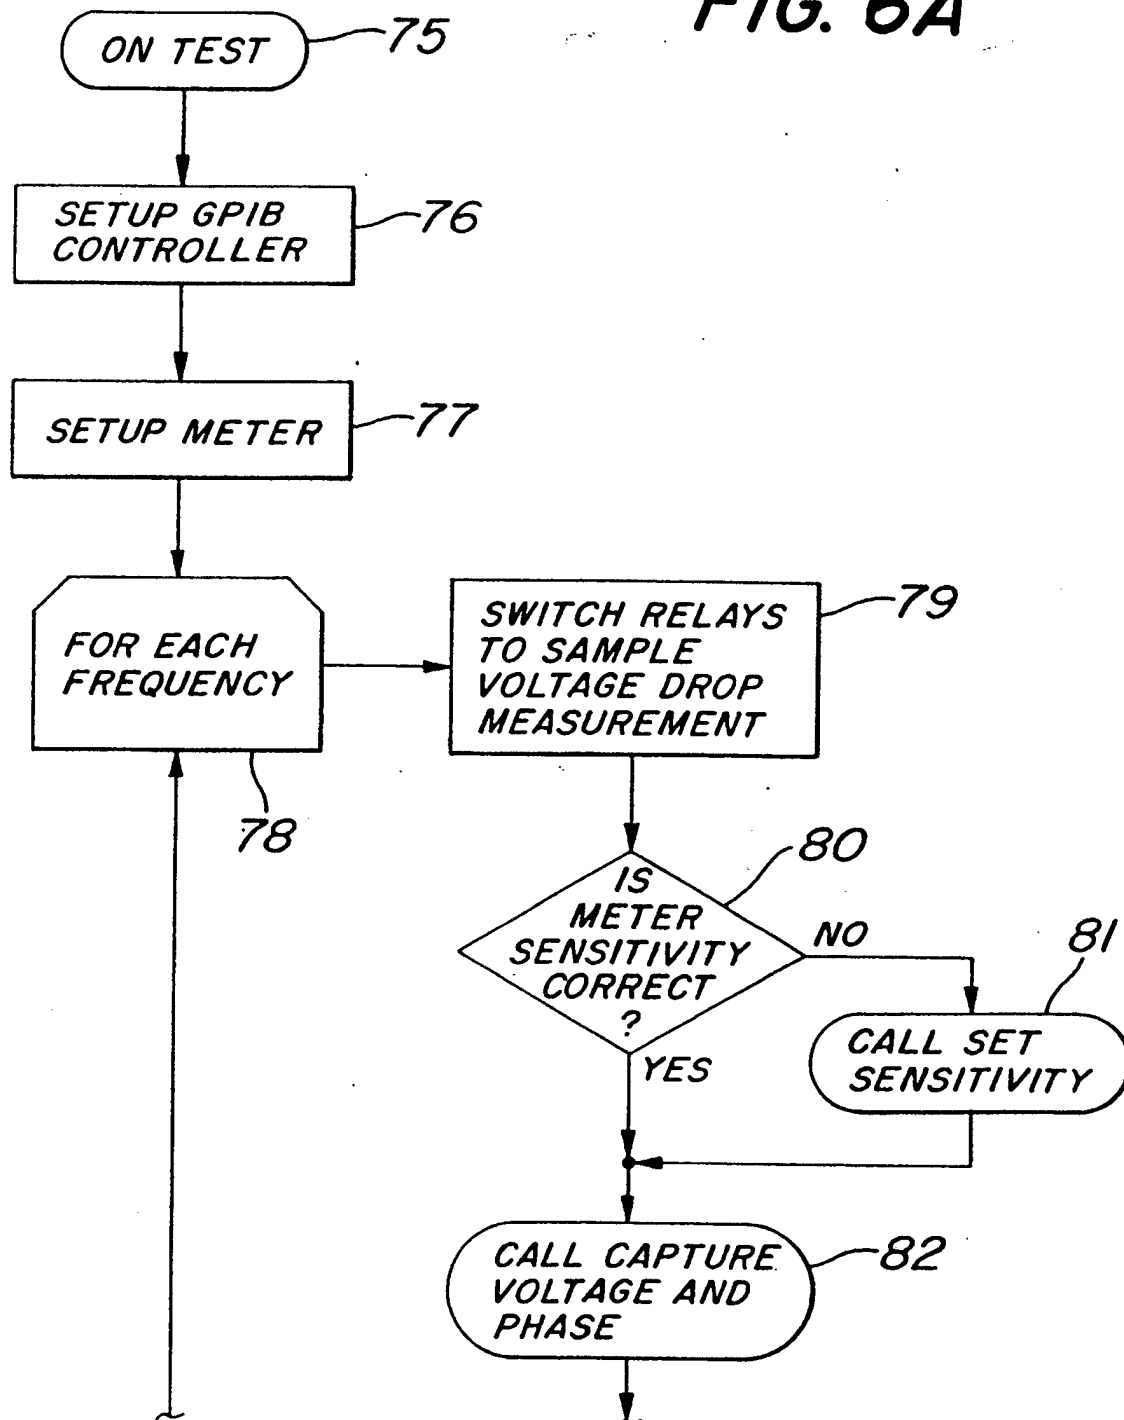 FIG. 6A
ON TEST
75
SETUP GPIB
CONTROLLER
76
SETUP METER
77
FOR EACH
FREQUENCY
78
SWITCH RELAYS
TO SAMPLE
VOLTAGE DROP
MEASUREMENT
79
IS
METER
SENSITIVITY
CORRECT
?
80
NO
YES
CALL SET
SENSITIVITY
81
CALL CAPTURE
VOLTAGE AND
PHASE
82